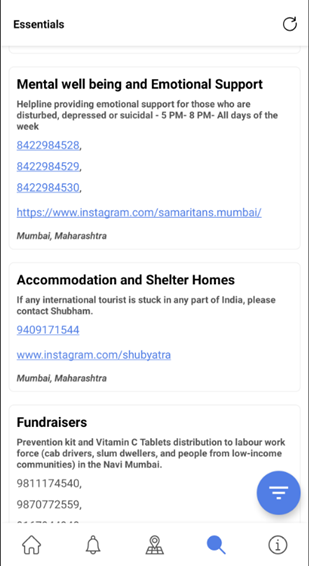 Essentials
Mental well being and Emotional Support
Helpline providing emotional support for those who are
disturbed, depressed or suicidal - 5 PM- 8 PM- All days of the
week
8422984528,
8422984529,
8422984530,
https://www.instagram.com/samaritans.mumbai/
Mumbai, Maharashtra
Accommodation and Shelter Homes
If any international tourist is stuck in any part of India, please
contact Shubham.
9409171544
www.instagram.com/shubyatra
Mumbai, Maharashtra
Fundraisers
Prevention kit and Vitamin C Tablets distribution to labour work
force (cab drivers, slum dwellers, and people from low-income
communities) in the Navi Mumbai.
9811174540,
9870772559,